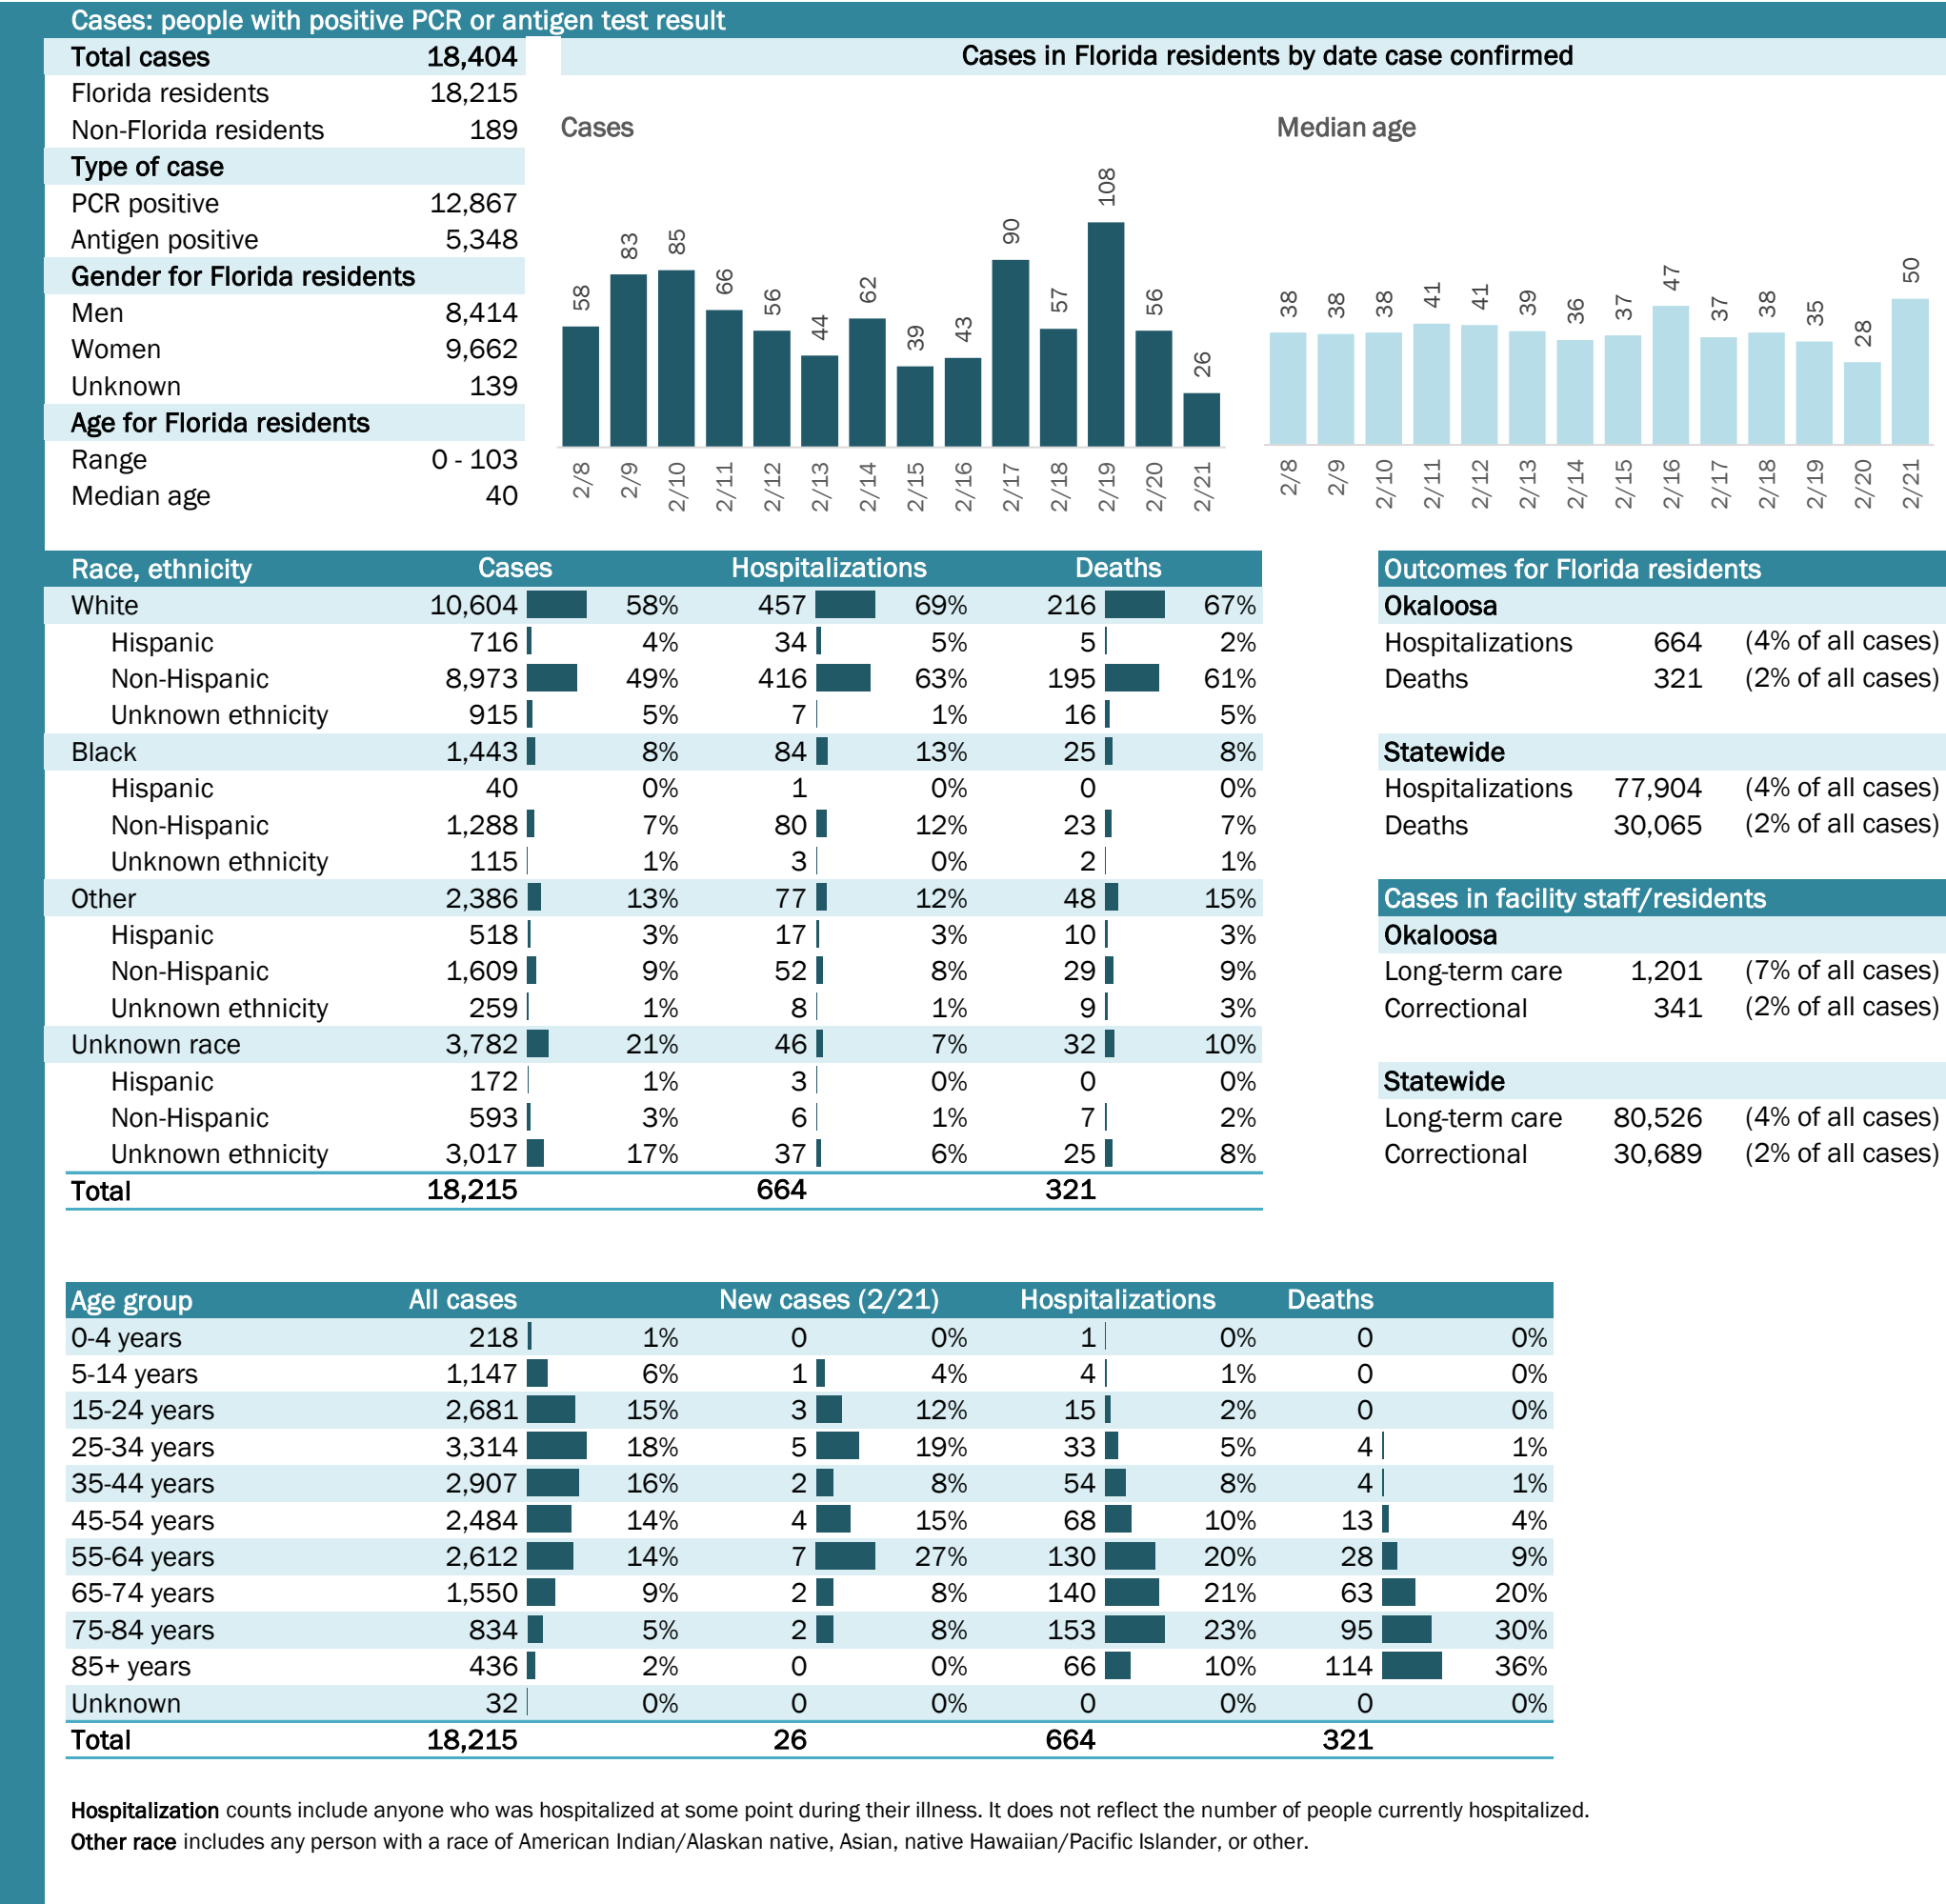 Cases: people with positive PCR or antigen test result
Total cases 18,404
Florida residents 18,215
Non-Florida residents 189
Type of case
PCR positive 12,867
Antigen positive 5,348
Gender for Florida residents
Men 8,414
Women 9,662
Unknown 139
Age for Florida residents
Range 0 - 103
Median age 40
Cases in Florida residents by date case confirmed
Cases
58 83 85 66 56 44 62 39 43 90 57 108 56 26
2/8 2/9 2/10 2/11 2/12 2/13 2/14 2/15 2/16 2/17 2/18 2/19 2/20 2/21
Median age
38 38 38 41 41 39 36 37 47 37 38 35 28 50
2/8 2/9 2/10 2/11 2/12 2/13 2/14 2/15 2/16 2/17 2/18 2/19 2/20 2/21
Race, ethnicity Cases Hospitalizations Deaths
White 10,604 58% 457 69% 216 67%
Hispanic 716 4% 34 5% 5 2%
Non-Hispanic 8,973 49% 416 63% 195 61%
Unknown ethnicity 915 5% 7 1% 16 5%
Black 1,443 8% 84 13% 25 8%
Hispanic 40 0% 1 0% 0 0%
Non-Hispanic 1,288 7% 80 12% 23 7%
Unknown ethnicity 115 1% 3 0% 2 1%
Other 2,386 13% 77 12% 48 15%
Hispanic 518 3% 17 3% 10 3%
Non-Hispanic 1,609 9% 52 8% 29 9%
Unknown ethnicity 259 1% 8 1% 9 3%
Unknown race 3,782 21% 46 7% 32 10%
Hispanic 172 1% 3 0% 0 0%
Non-Hispanic 593 3% 6 1% 7 2%
Unknown ethnicity 3,017 17% 37 6% 25 8%
Total 18,215 664 321
Outcomes for Florida residents
Okaloosa
Hospitalizations 664 (4% of all cases)
Deaths 321 (2% of all cases)
Statewide
Hospitalizations 77,904 (4% of all cases)
Deaths 30,065 (2% of all cases)
Cases in facility staff/residents
Okaloosa
Long-term care 1,201 (7% of all cases)
Correctional 341 (2% of all cases)
Statewide
Long-term care 80,526 (4% of all cases)
Correctional 30,689 (2% of all cases)
Age group All cases New cases (2/21) Hospitalizations Deaths
0-4 years 218 1% 0 0% 1 0% 0 0%
5-14 years 1,147 6% 1 4% 4 1% 0 0%
15-24 years 2,681 15% 3 12% 15 2% 0 0%
25-34 years 3,314 18% 5 19% 33 5% 4 1%
35-44 years 2,907 16% 2 8% 54 8% 4 1%
45-54 years 2,484 14% 4 15% 68 10% 13 4%
55-64 years 2,612 14% 7 27% 130 20% 28 9%
65-74 years 1,550 9% 2 8% 140 21% 63 20%
75-84 years 834 5% 2 8% 153 23% 95 30%
85+ years 436 2% 0 0% 66 10% 114 36%
Unknown 32 0% 0 0% 0 0% 0 0%
Total 18,215 26 664 321
Hospitalization counts include anyone who was hospitalized at some point during their illness. It does not reflect the number of people currently hospitalized.
Other race includes any person with a race of American Indian/Alaskan native, Asian, native Hawaiian/Pacific Islander, or other.